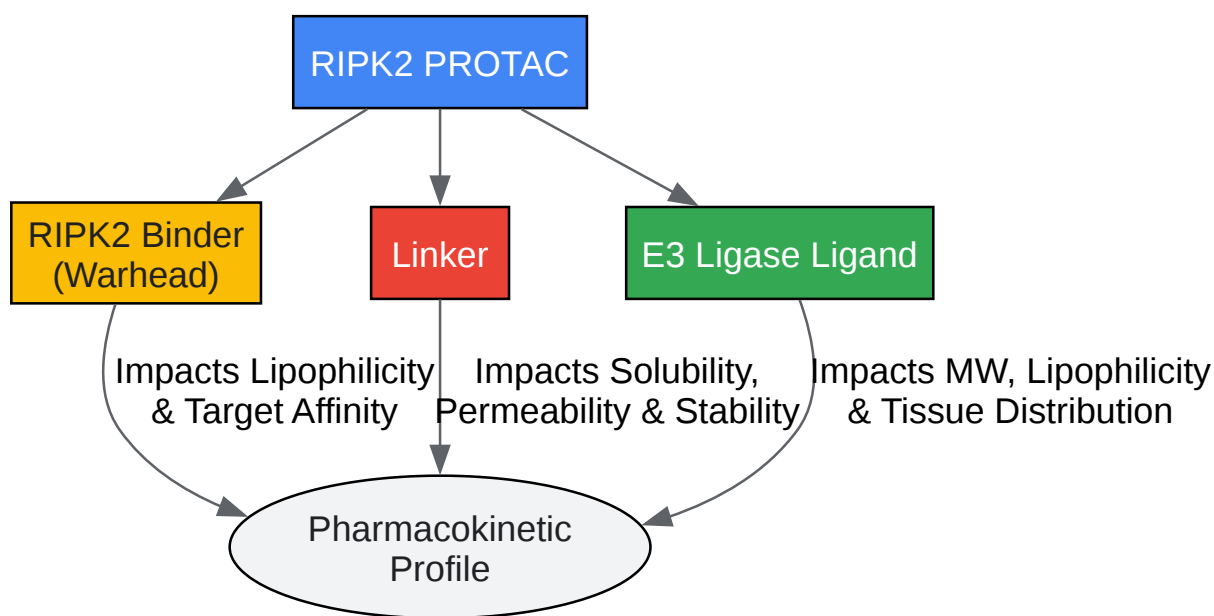 RIPK2 PROTAC
RIPK2 Binder
(Warhead)
Linker
E3 Ligase Ligand
Impacts Lipophilicity
& Target Affinity
Impacts Solubility,
Permeability & Stability
Impacts MW, Lipophilicity
& Tissue Distribution
Pharmacokinetic
Profile